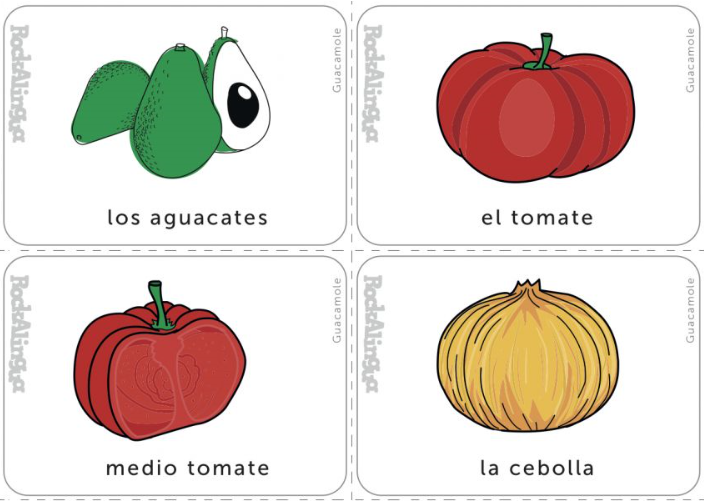 RockAlingua
Guacamole
los aguacates
RockAlingua
Guacamole
el tomate
RockAlingua
Guacamole
medio tomate
RockAlingua
Guacamole
la cebolla